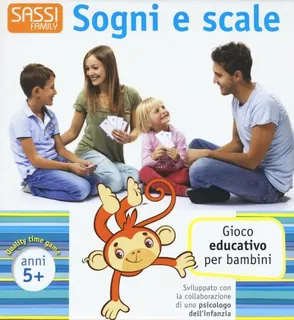 SASSI
FAMILY
Sogni e scale
Quality time game
anni
5+
Gioco
educativo
per bambini
Sviluppato con
la collaborazione
di uno psicologo
dell'infanzia